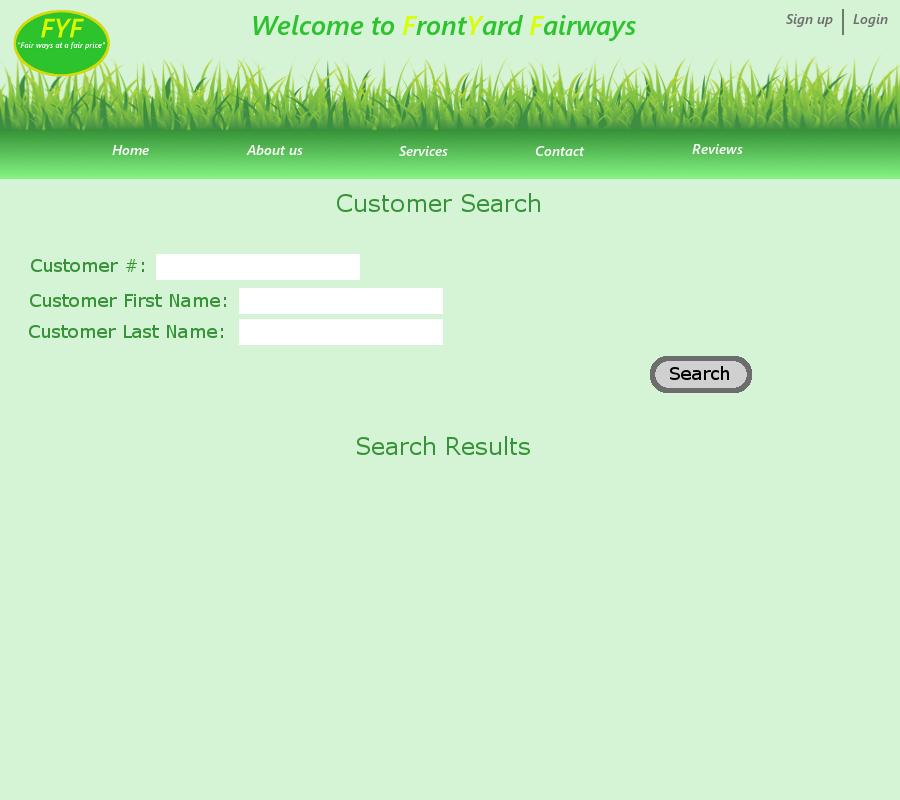 FYF
"Fair ways at a fair price"
Welcome to FrontYard Fairways
Sign up
Login
Home
About us
Services
Contact
Reviews
Customer Search
Customer #:
Customer First Name:
Customer Last Name:
Search
Search Results